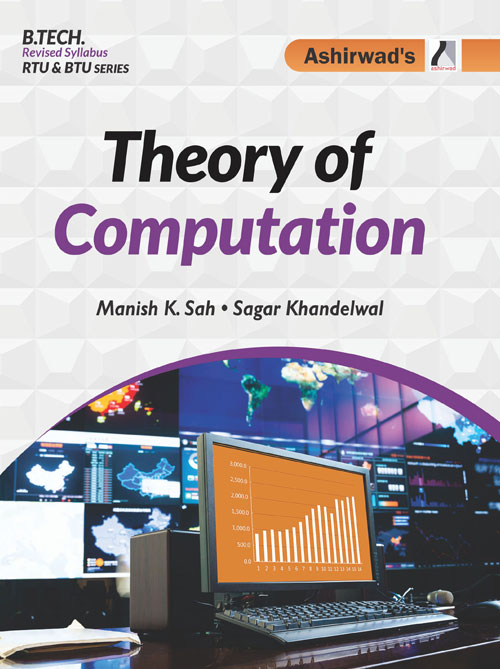 B.TECH.
Revised Syllabus
RTU & BTU SERIES
Ashirwad's
ashirwad
Theory of
Computation
Manish K. Sah • Sagar Khandelwal
3,000.0
2,500.0
2,000.0
1,500.0
1,000.0
500.0
0.0
1 2 3 4 5 6 7 8 9 10 11 12 13 14 15 16